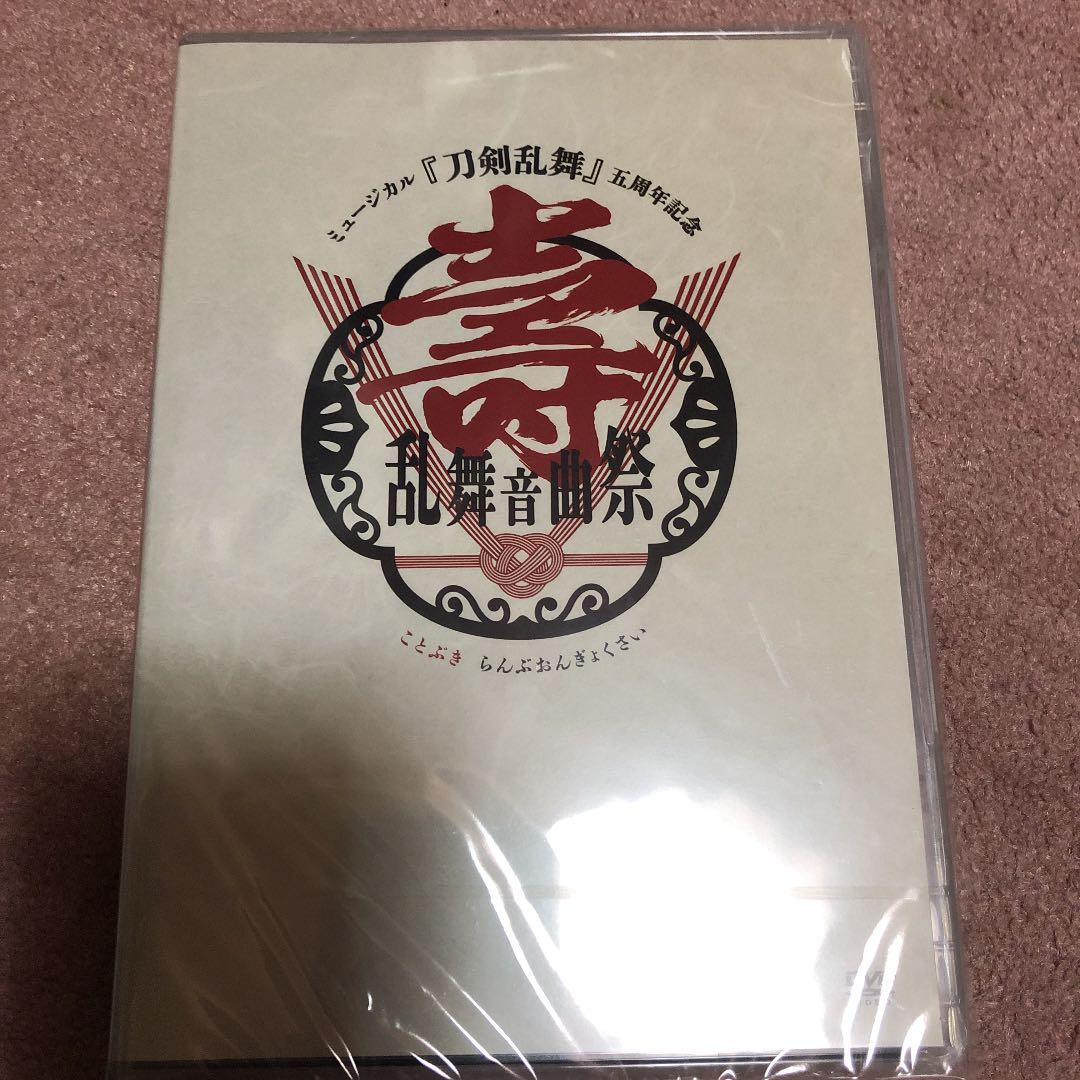 ミュージカル『刀剣乱舞』五周年記念
壽
乱舞音曲祭
ことぶき らんぶおんぎょくさい
DVD